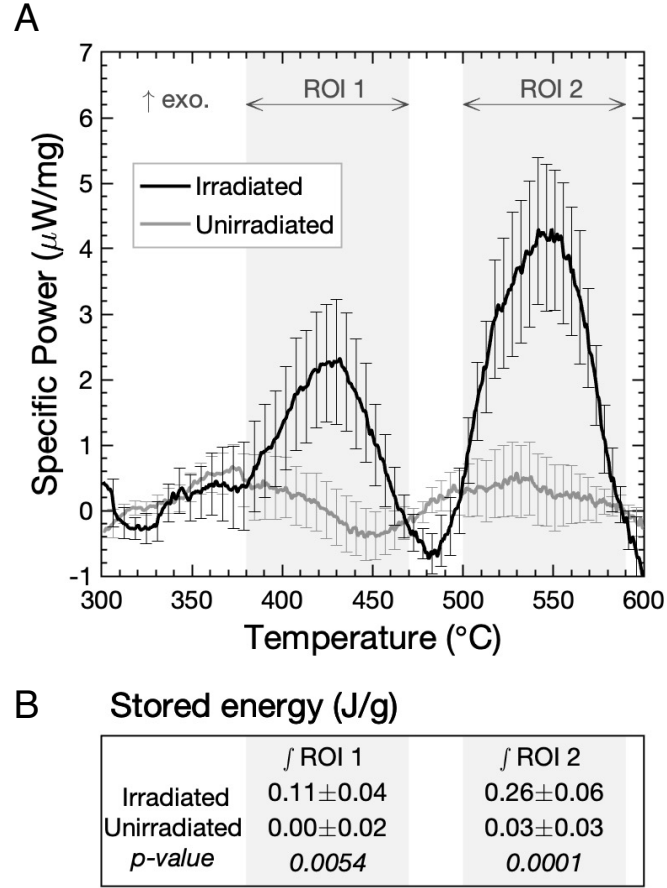 A
7
6
5
4
3
2
1
0
-1
Specific Power (μW/mg)
↑ exo.
ROI 1
ROI 2
Irradiated
Unirradiated
300 350 400 450 500 550 600
Temperature (°C)
B Stored energy (J/g)
∫ ROI 1 ∫ ROI 2
Irradiated 0.11±0.04 0.26±0.06
Unirradiated 0.00±0.02 0.03±0.03
p-value 0.0054 0.0001